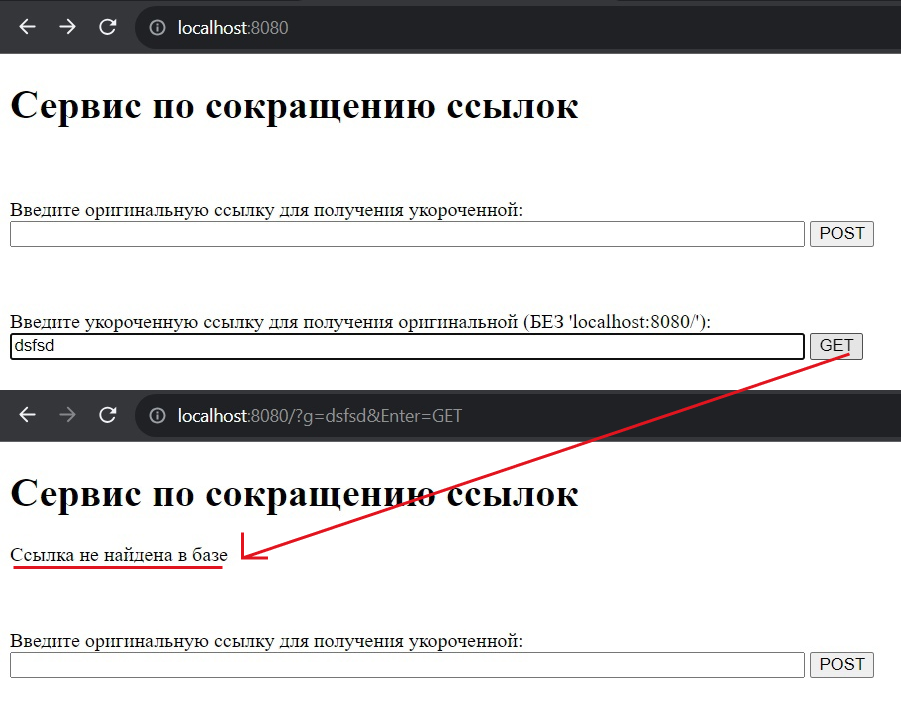 localhost:8080
Сервис по сокращению ссылок
Введите оригинальную ссылку для получения укороченной:
POST
Введите укороченную ссылку для получения оригинальной (БЕЗ 'localhost:8080/'):
dsfsd GET
localhost:8080/?g=dsfsd&Enter=GET
Сервис по сокращению ссылок
Ссылка не найдена в базе
Введите оригинальную ссылку для получения укороченной:
POST